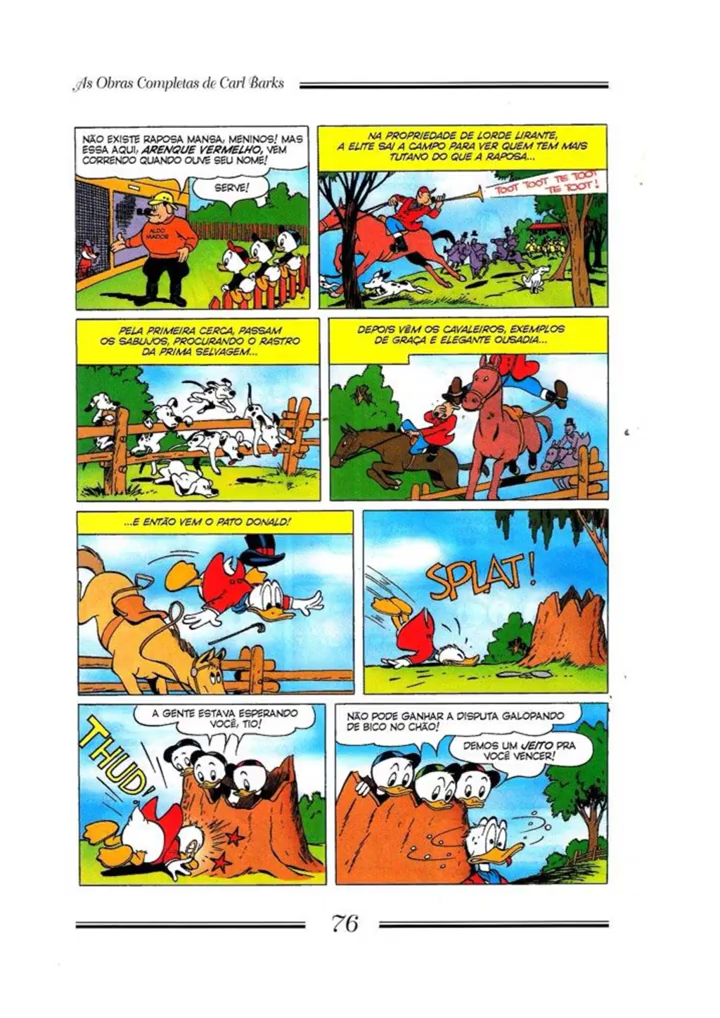 As Obras Completas de Carl Barks
NÃO EXISTE RAPOSA MANSA, MENINOS! MAS
ESSA AQUI, ARENQUE VERMELHO, VEM
CORRENDO QUANDO OUVE SEU NOME!
SERVE!
ALDO
MADOR
NA PROPRIEDADE DE LORDE LIRANTE,
A ELITE SAI A CAMPO PARA VER QUEM TEM MAIS
TUTANO DO QUE A RAPOSA...
TOOT TOOT TE TOOT
TE TOOT!
PELA PRIMEIRA CERCA, PASSAM
OS SABUJOS, PROCURANDO O RASTRO
DA PRIMA SELVAGEM...
DEPOIS VÊM OS CAVALEIROS, EXEMPLOS
DE GRAÇA E ELEGANTE OUSADIA...
...E ENTÃO VEM O PATO DONALD!
SPLAT!
A GENTE ESTAVA ESPERANDO
VOCÊ, TIO!
THUD!
NÃO PODE GANHAR A DISPUTA GALOPANDO
DE BICO NO CHÃO!
DEMOS UM JEITO PRA
VOCÊ VENCER!
76